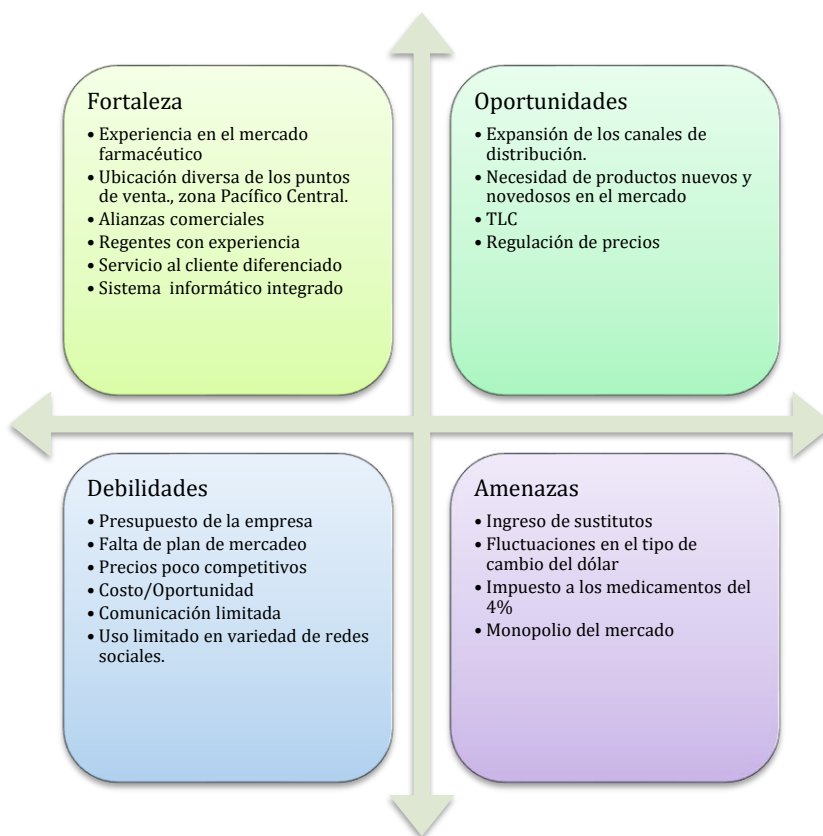 Fortaleza
• Experiencia en el mercado
farmacéutico
• Ubicación diversa de los puntos
de venta., zona Pacífico Central.
• Alianzas comerciales
• Regentes con experiencia
• Servicio al cliente diferenciado
• Sistema  informático integrado
Oportunidades
• Expansión de los canales de
distribución.
• Necesidad de productos nuevos y
novedosos en el mercado
• TLC
• Regulación de precios
Debilidades
• Presupuesto de la empresa
• Falta de plan de mercadeo
• Precios poco competitivos
• Costo/Oportunidad
• Comunicación limitada
• Uso limitado en variedad de redes
sociales.
Amenazas
• Ingreso de sustitutos
• Fluctuaciones en el tipo de
cambio del dólar
• Impuesto a los medicamentos del
4%
• Monopolio del mercado